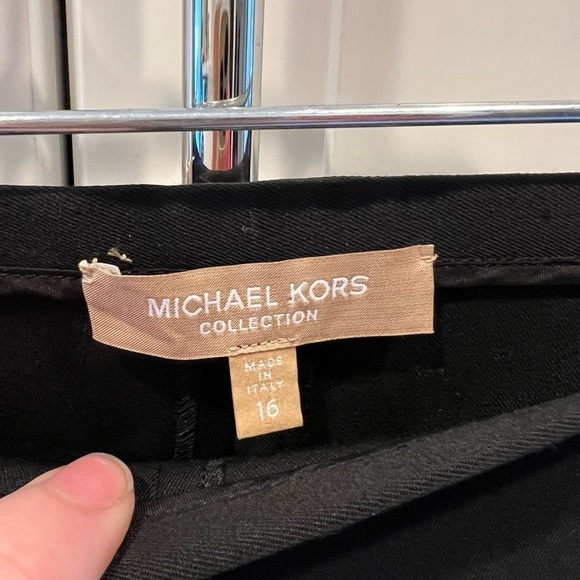 MICHAEL KORS
COLLECTION
MADE
IN
ITALY
16